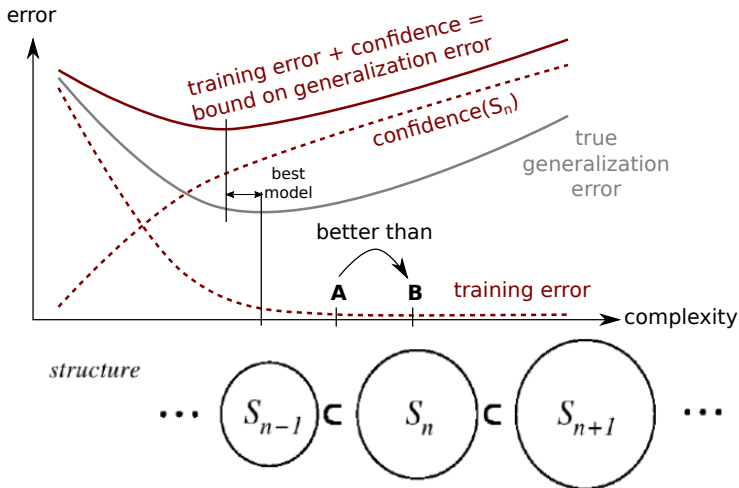 error
training error + confidence =
bound on generalization error
confidence(Sₙ)
best
model
true
generalization
error
better than
A
B
training error
complexity
structure
... Sₙ₋₁ ⊂ Sₙ ⊂ Sₙ₊₁ ...